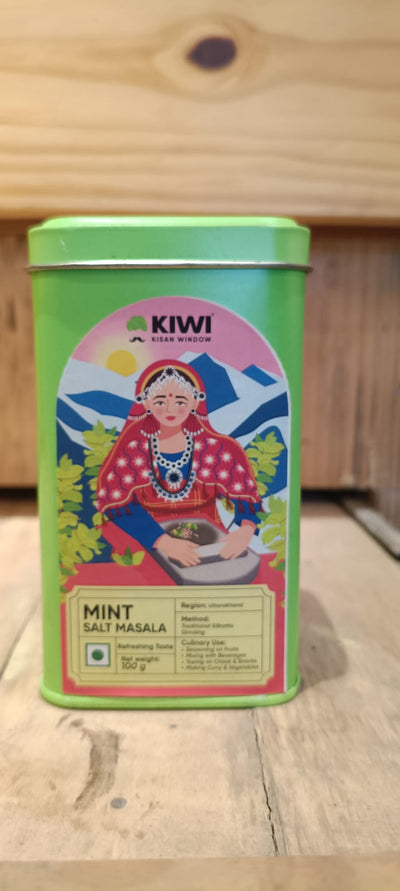 KIWI
KISAN WINDOW
MINT
SALT MASALA
Refreshing Taste
Net weight:
100 g
Region: Uttarakhand
Method:
Traditional Silbatta
Grinding
Culinary Use:
• Seasoning on Fruits
• Mixing with Beverages
• Topping on Chaat & Snacks
• Making Curry & Vegetables